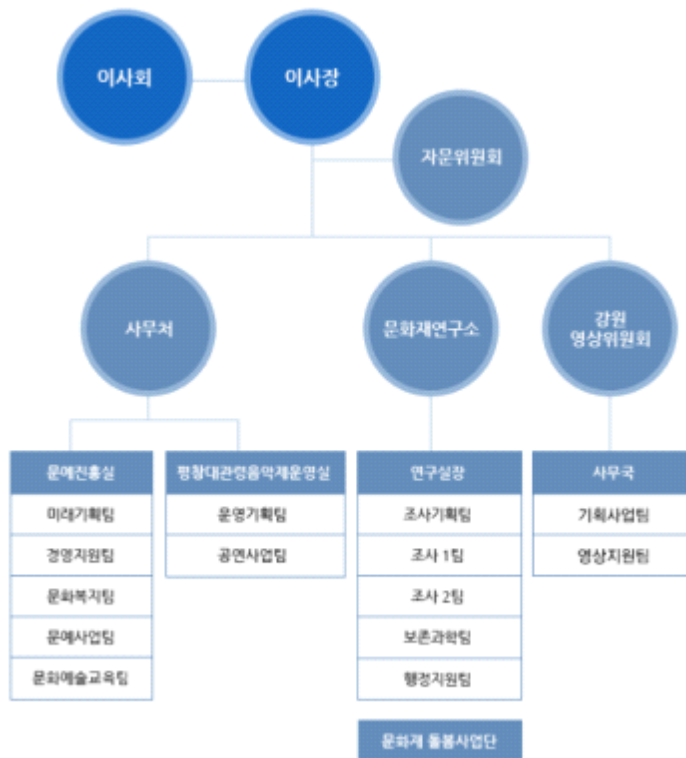 이사회
이사장
자문위원회
사무처
문화재연구소
강원
영상위원회
문예진흥실
미래기획팀
경영지원팀
문화복지팀
문예사업팀
문화예술교육팀
평창대관령음악제운영실
운영기획팀
공연사업팀
연구실장
조사기획팀
조사 1팀
조사 2팀
보존과학팀
행정지원팀
문화재 돌봄사업단
사무국
기획사업팀
영상지원팀